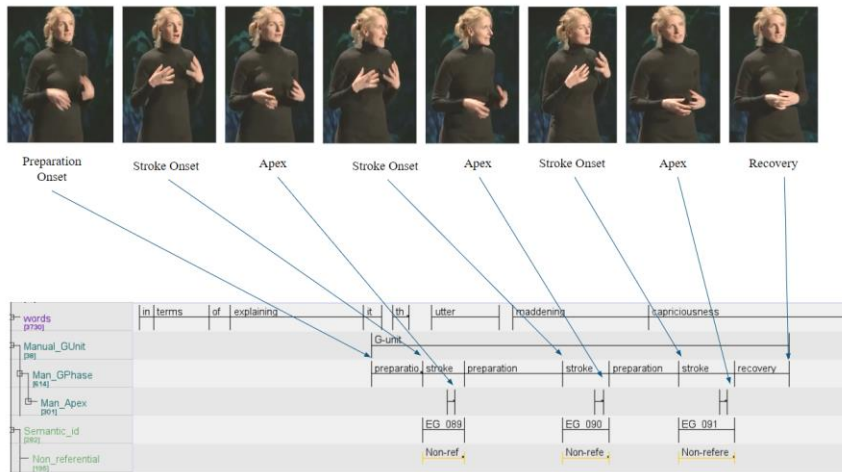 Preparation
Onset
Stroke Onset
Apex
Stroke Onset
Apex
Stroke Onset
Apex
Recovery
words
[3730]
in terms of explaining it th. utter maddening capriciousness
Manual_GUnit
[38]
G-unit
Man_GPhase
[614]
preparatio. stroke preparation stroke preparation stroke recovery
Man_Apex
[301]
Semantic_id
EG_089 EG_090 EG_091
Non_referential
Non-ref Non-refe Non-refere